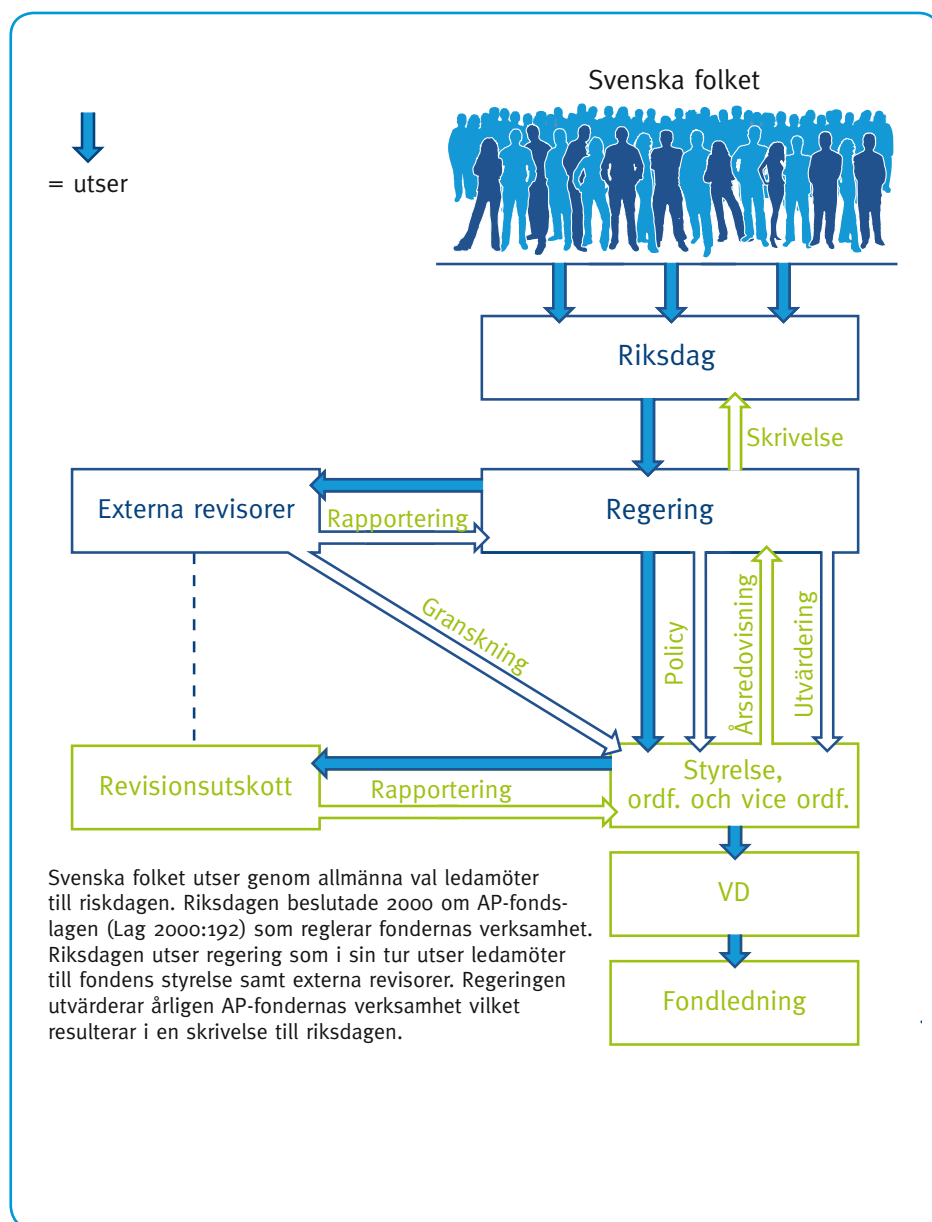 Svenska folket
= utser
Riksdag
Skrivelse
Externa revisorer
Rapportering
Regering
Granskning
Policy
Årsredovisning
Utvärdering
Revisionsutskott
Rapportering
Styrelse,
ordf. och vice ordf.
VD
Fondledning
Svenska folket utser genom allmänna val ledamöter
till riskdagen. Riksdagen beslutade 2000 om AP-fonds-
lagen (Lag 2000:192) som reglerar fondernas verksamhet.
Riksdagen utser regering som i sin tur utser ledamöter
till fondens styrelse samt externa revisorer. Regeringen
utvärderar årligen AP-fondernas verksamhet vilket
resulterar i en skrivelse till riksdagen.